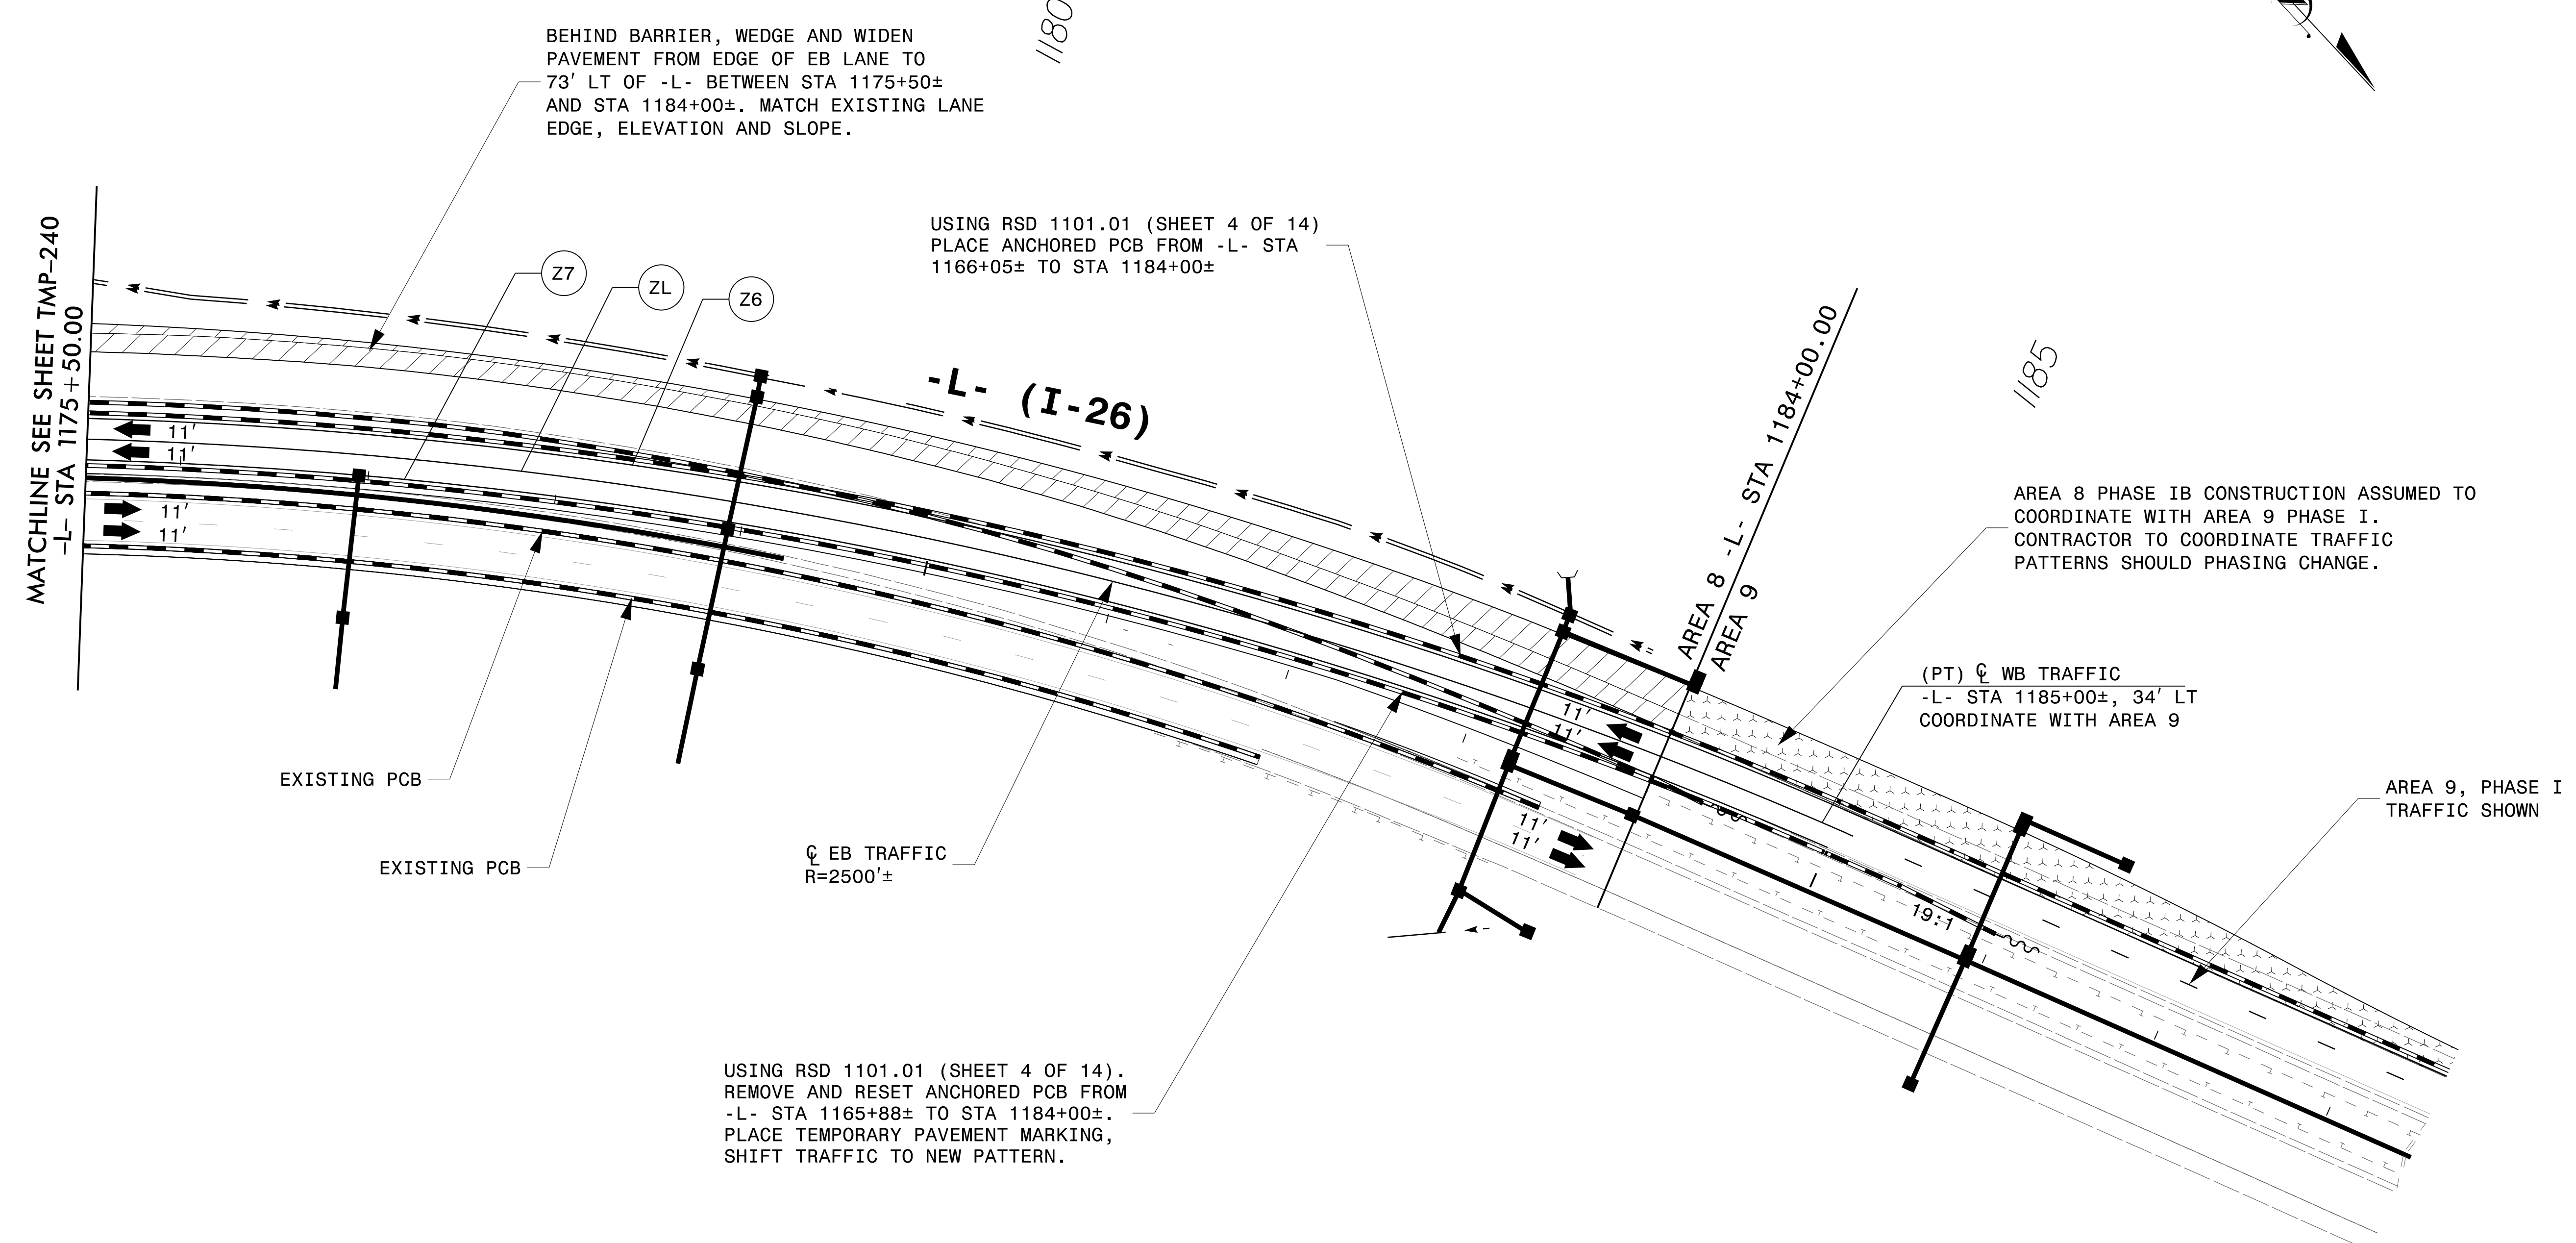 1180
BEHIND BARRIER, WEDGE AND WIDEN
PAVEMENT FROM EDGE OF EB LANE TO
73' LT OF -L- BETWEEN STA 1175+50±
AND STA 1184+00±. MATCH EXISTING LANE
EDGE, ELEVATION AND SLOPE.
USING RSD 1101.01 (SHEET 4 OF 14)
PLACE ANCHORED PCB FROM -L- STA
1166+05± TO STA 1184+00±
MATCHLINE SEE SHEET TMP-240
-L- STA 1175+50.00
Z7
ZL
Z6
-L- (I-26)
AREA 8 -L- STA 1184+00.00
AREA 9
1185
11'
11'
11'
11'
AREA 8 PHASE IB CONSTRUCTION ASSUMED TO
COORDINATE WITH AREA 9 PHASE I.
CONTRACTOR TO COORDINATE TRAFFIC
PATTERNS SHOULD PHASING CHANGE.
(PT) ℄ WB TRAFFIC
-L- STA 1185+00±, 34' LT
COORDINATE WITH AREA 9
11'
11'
11'
11'
AREA 9, PHASE I
TRAFFIC SHOWN
EXISTING PCB
EXISTING PCB
℄ EB TRAFFIC
R=2500'±
19:1
USING RSD 1101.01 (SHEET 4 OF 14).
REMOVE AND RESET ANCHORED PCB FROM
-L- STA 1165+88± TO STA 1184+00±.
PLACE TEMPORARY PAVEMENT MARKING,
SHIFT TRAFFIC TO NEW PATTERN.